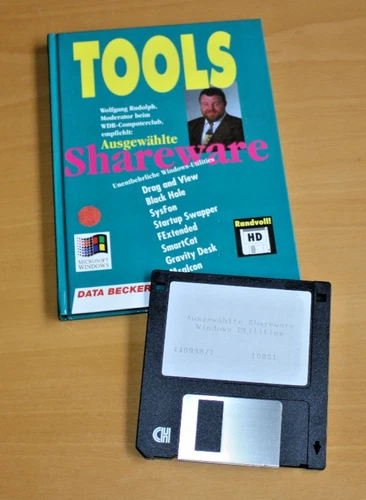 TOOLS
Wolfgang Rudolph,
Moderator beim
WDR-Computerclub,
empfiehlt:
Ausgewählte
Shareware
Unentbehrliche Windows-Utilities
Drag and View
Black Hole
SysFon
Startup Swapper
FExtended
SmartCat
Gravity Desk
MICROSOFT
WINDOWS
Randvoll!
HD
DATA BECKER
Ausgewählte Shareware
Windows Utilities